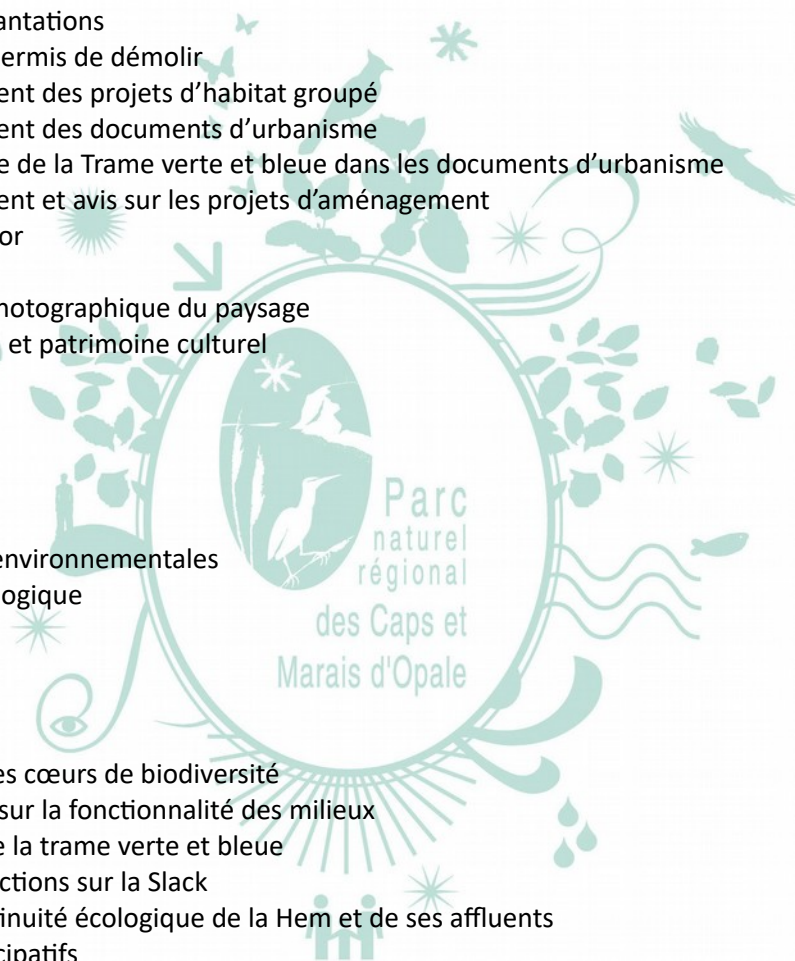 antations
ermis de démolir
ent des projets d’habitat groupé
ent des documents d’urbanisme
e de la Trame verte et bleue dans les documents d’urbanisme
ent et avis sur les projets d’aménagement
or
hotographique du paysage
et patrimoine culturel
Parc
naturel
régional
des Caps et
Marais d'Opale
environnementales
logique
es cœurs de biodiversité
sur la fonctionnalité des milieux
e la trame verte et bleue
ctions sur la Slack
tinuité écologique de la Hem et de ses affluents
cipatifs